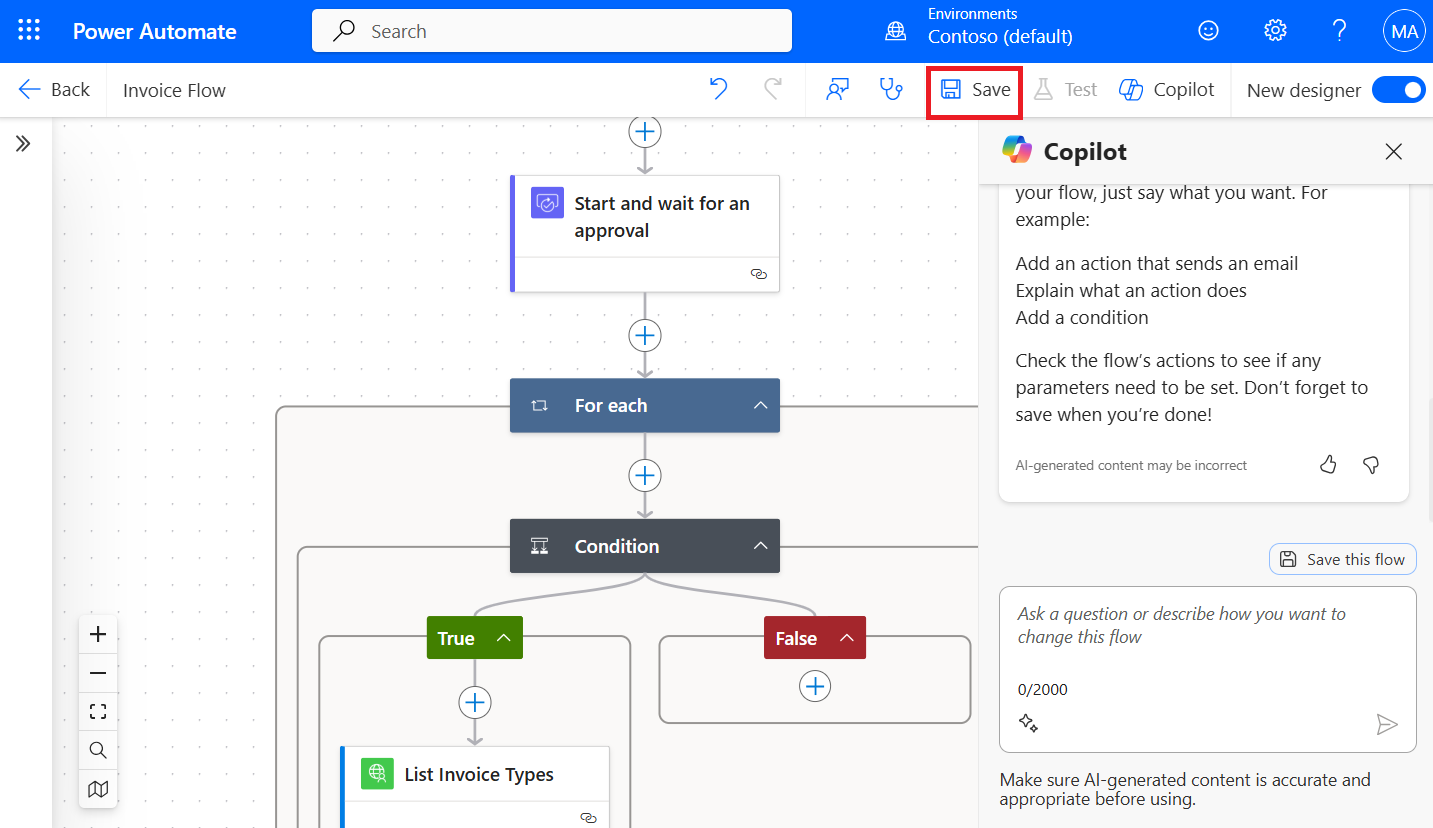 Power Automate
Search
Environments
Contoso (default)
MA
Back
Invoice Flow
Save
Test
Copilot
New designer
Start and wait for an
approval
For each
Condition
True
False
List Invoice Types
Copilot
your flow, just say what you want. For
example:
Add an action that sends an email
Explain what an action does
Add a condition
Check the flow’s actions to see if any
parameters need to be set. Don’t forget to
save when you’re done!
AI-generated content may be incorrect
Save this flow
Ask a question or describe how you want to
change this flow
0/2000
Make sure AI-generated content is accurate and
appropriate before using.